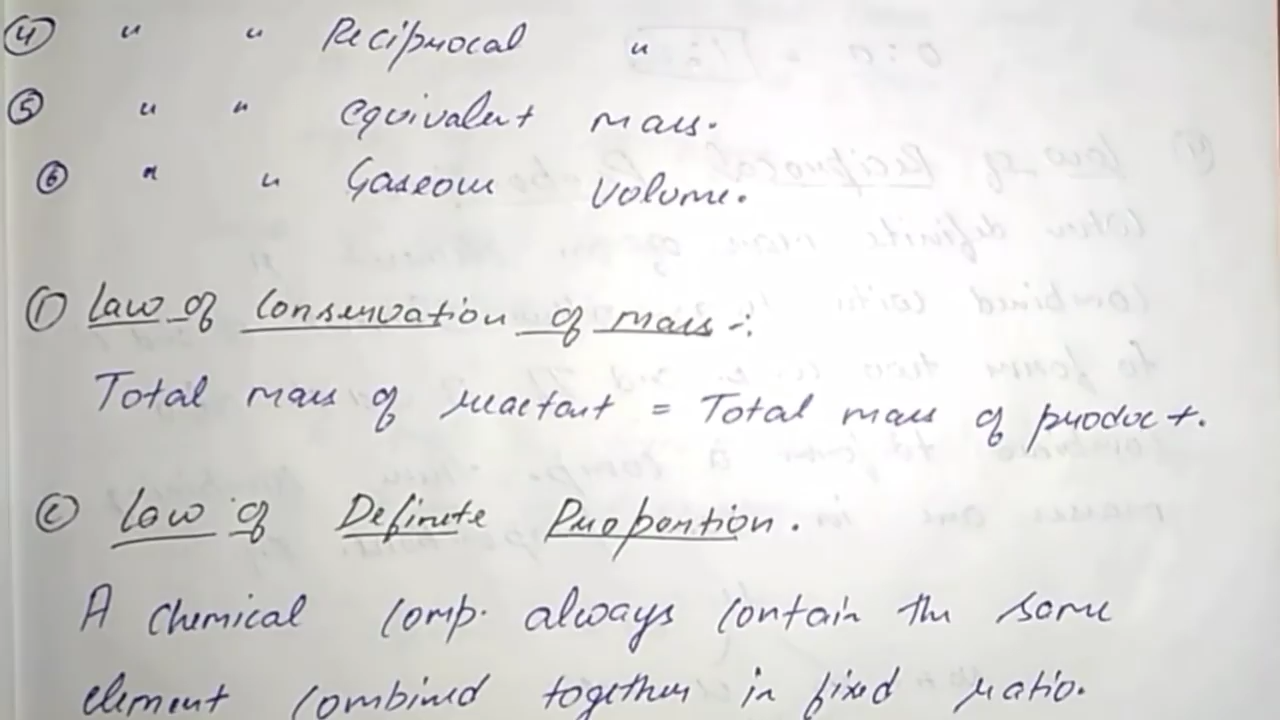 ④ " " Reciprocal "
⑤ " " equivalent mass.
⑥ " " Gaseous Volume.
① Law of Conservation of mass :-
Total mass of reactant = Total mass of product.
② Law of Definite Proportion.
A chemical comp. always contain the same
element combined together in fixed ratio.